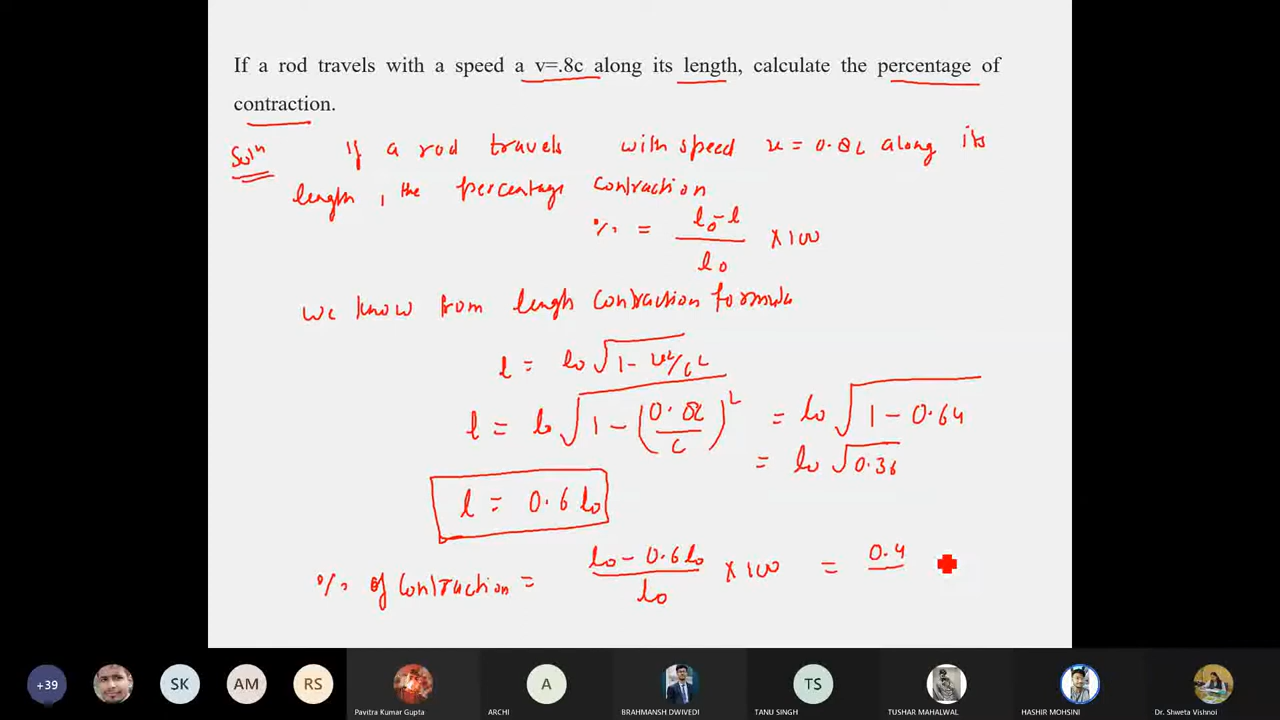 If a rod travels with a speed a v=.8c along its length, calculate the percentage of
contraction.
Soln If a rod travels with speed u = 0.8c along its
length, the percentage contraction
% = l₀-l / l₀ × 100
we know from lengh contraction formula
l = l₀ √1 - u²/c²
l = l₀ √1 - (0.8c/c)² = l₀ √1 - 0.64
= l₀ √0.36
l = 0.6 l₀
% of contraction = l₀ - 0.6l₀ / l₀ × 100 = 0.4
+39
SK
AM
RS
A
TS
Pavitra Kumar Gupta
ARCHI
BRAHMANSH DWIVEDI
TANU SINGH
TUSHAR MAHALWAL
HASHIR MOHSINI
Dr. Shweta Vishnoi